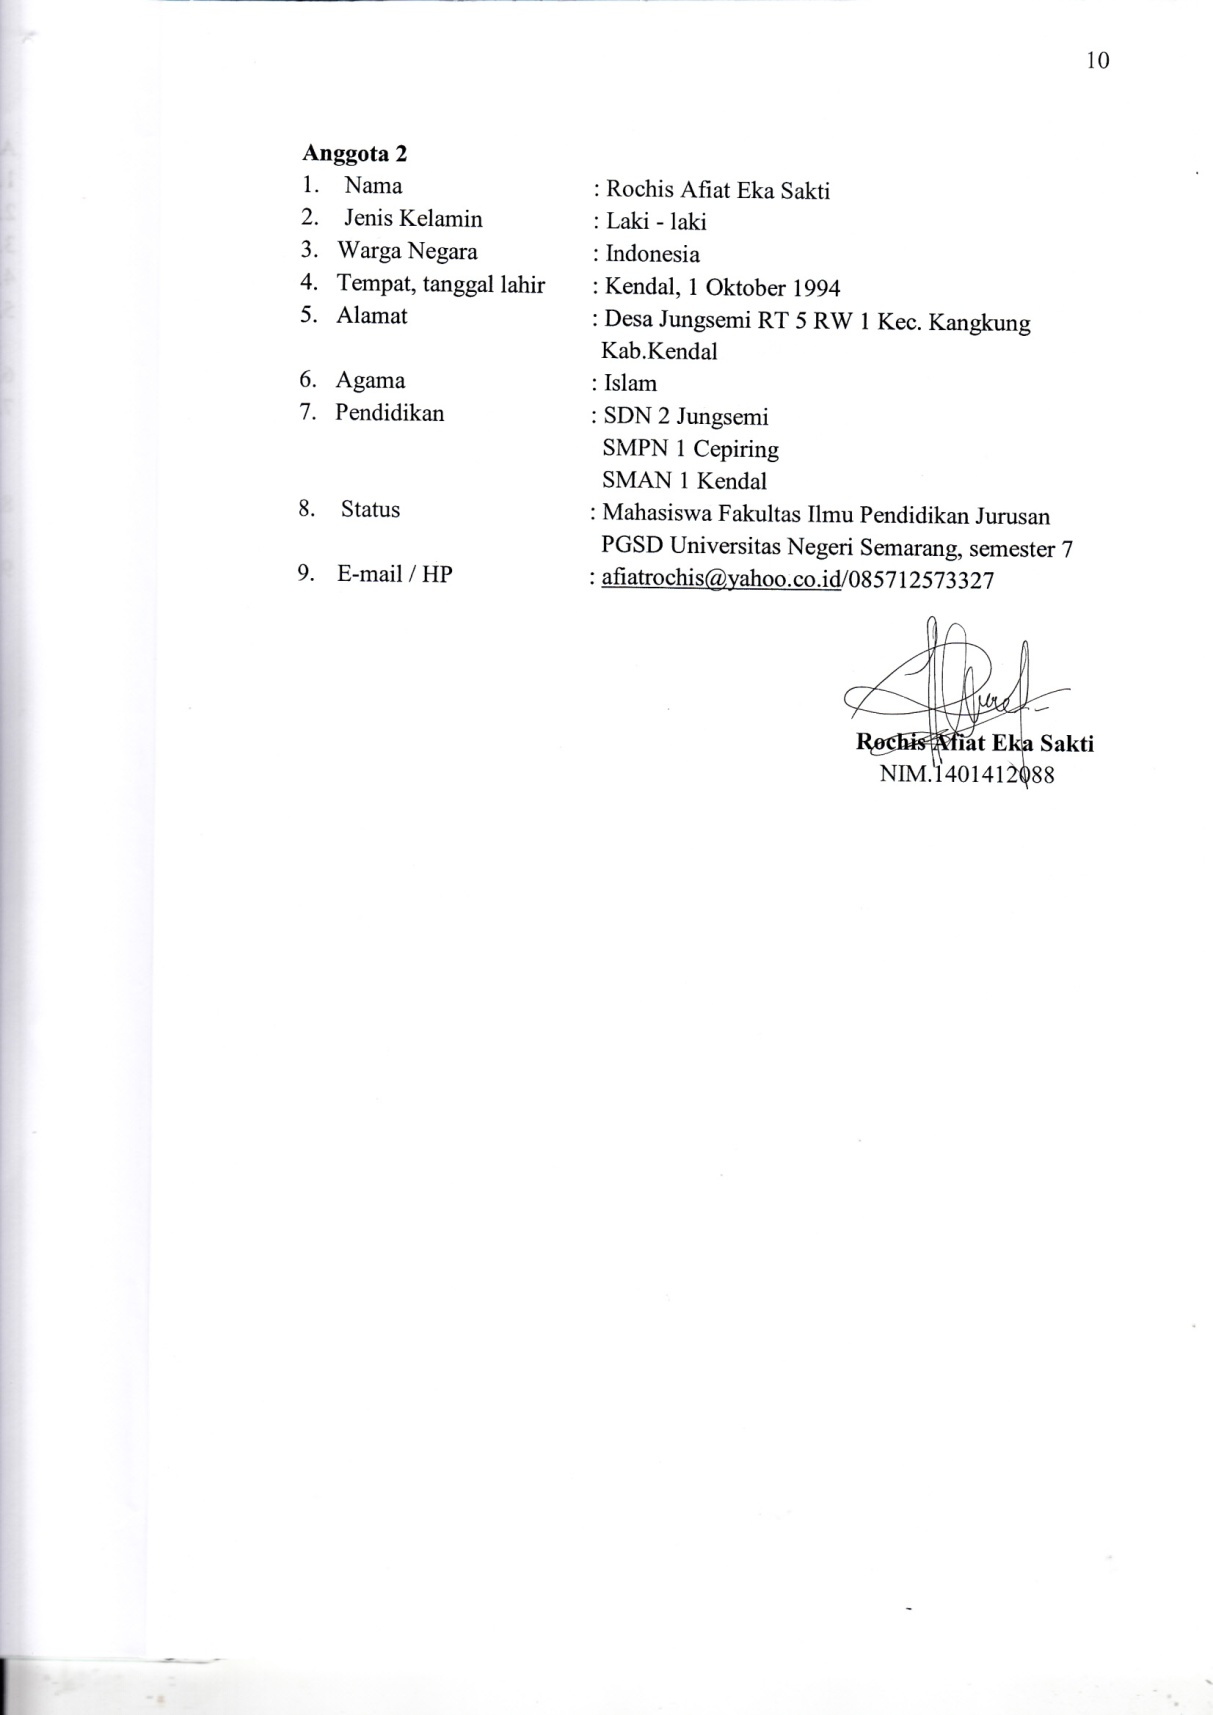 10
Anggota 2
1. Nama : Rochis Afiat Eka Sakti
2. Jenis Kelamin : Laki - laki
3. Warga Negara : Indonesia
4. Tempat, tanggal lahir : Kendal, 1 Oktober 1994
5. Alamat : Desa Jungsemi RT 5 RW 1 Kec. Kangkung
Kab.Kendal
6. Agama : Islam
7. Pendidikan : SDN 2 Jungsemi
SMPN 1 Cepiring
SMAN 1 Kendal
8. Status : Mahasiswa Fakultas Ilmu Pendidikan Jurusan
PGSD Universitas Negeri Semarang, semester 7
9. E-mail / HP : afiatrochis@yahoo.co.id/085712573327
Rochis Afiat Eka Sakti
NIM.1401412088